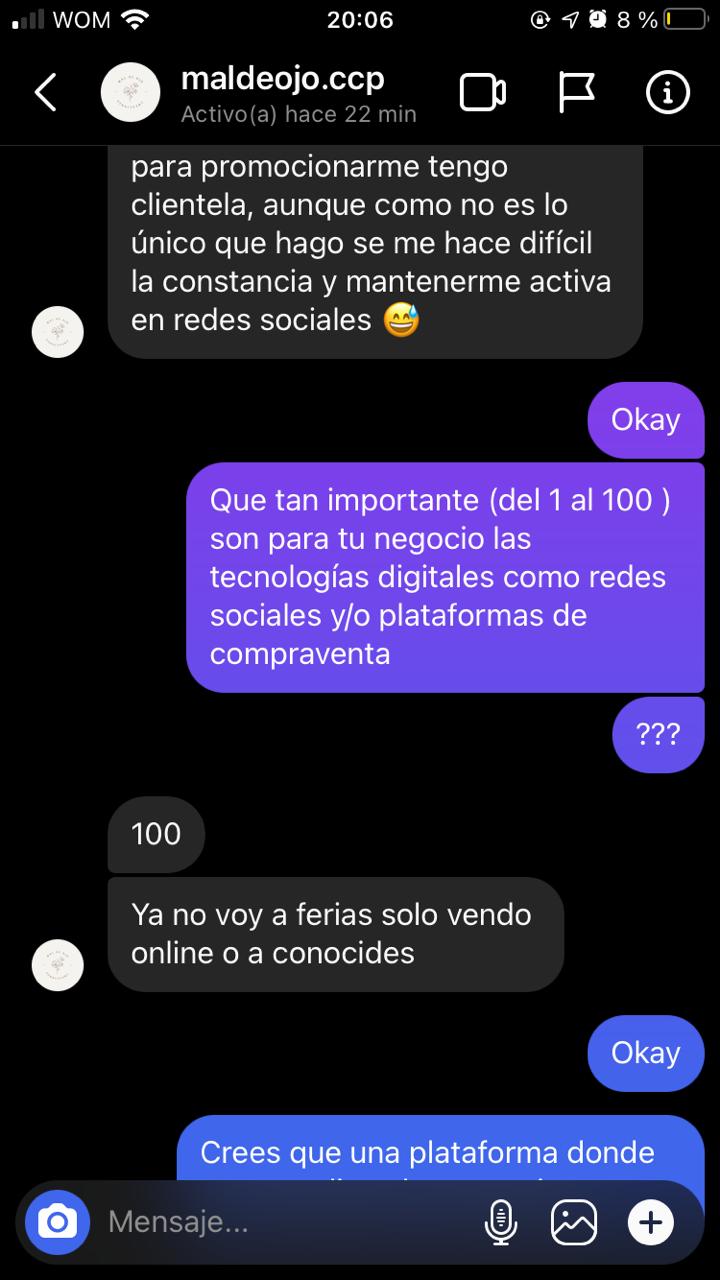 WOM 20:06 8 %
maldeojo.ccp
Activo(a) hace 22 min
para promocionarme tengo
clientela, aunque como no es lo
único que hago se me hace difícil
la constancia y mantenerme activa
en redes sociales 😅
Okay
Que tan importante (del 1 al 100 )
son para tu negocio las
tecnologías digitales como redes
sociales y/o plataformas de
compraventa
???
100
Ya no voy a ferias solo vendo
online o a conocides
Okay
Crees que una plataforma donde
Mensaje...